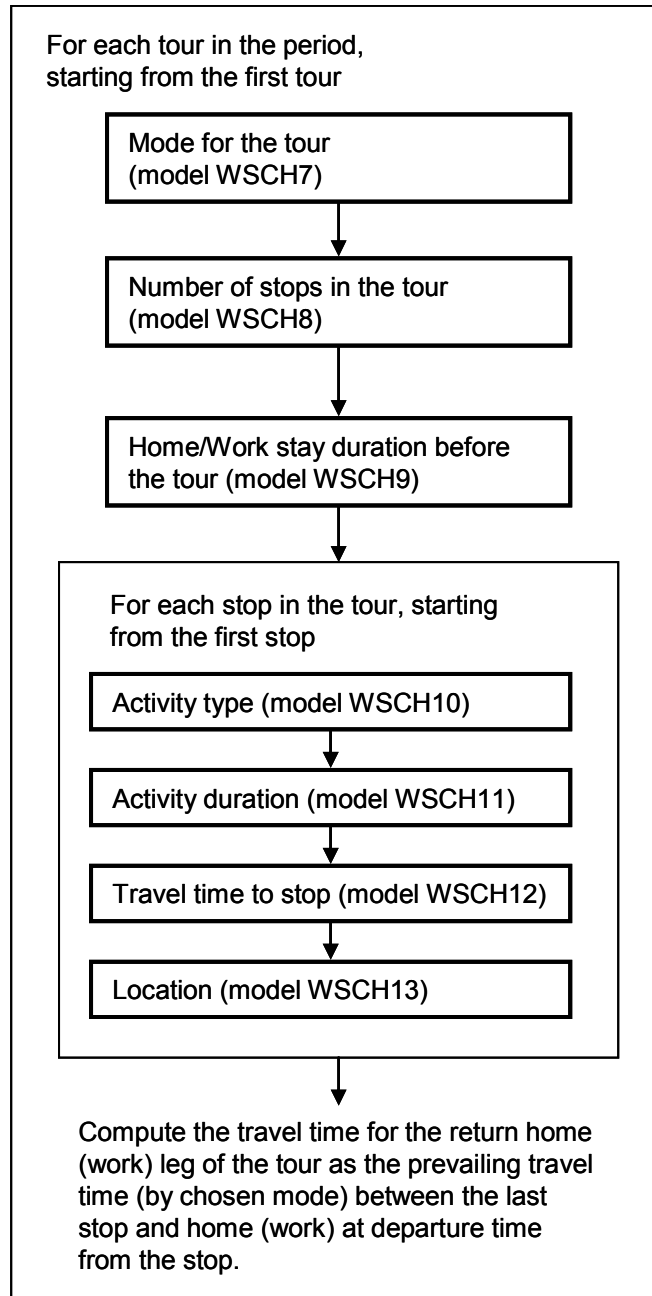 For each tour in the period,
starting from the first tour
Mode for the tour
(model WSCH7)
Number of stops in the tour
(model WSCH8)
Home/Work stay duration before
the tour (model WSCH9)
For each stop in the tour, starting
from the first stop
Activity type (model WSCH10)
Activity duration (model WSCH11)
Travel time to stop (model WSCH12)
Location (model WSCH13)
Compute the travel time for the return home
(work) leg of the tour as the prevailing travel
time (by chosen mode) between the last
stop and home (work) at departure time
from the stop.